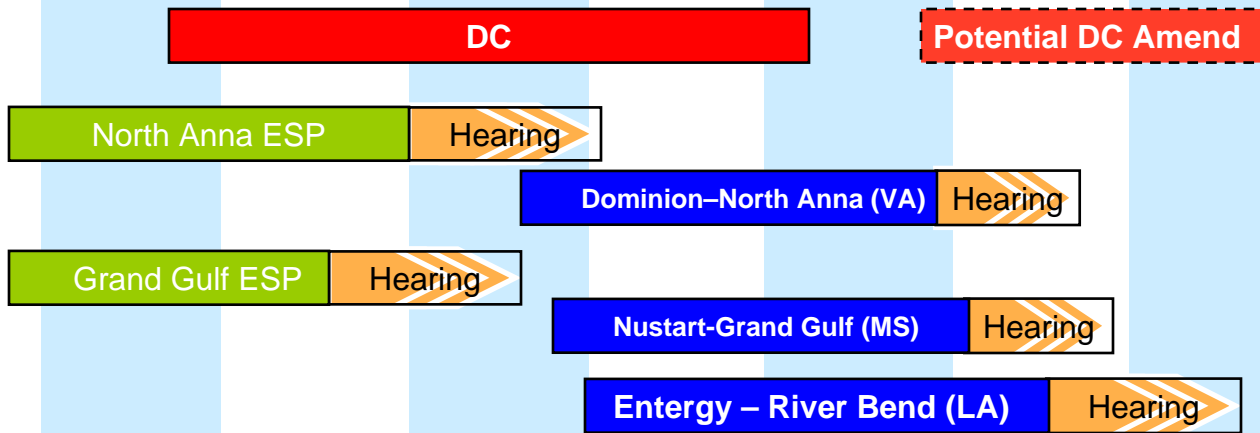 DC
Potential DC Amend
North Anna ESP
Hearing
Dominion–North Anna (VA)
Hearing
Grand Gulf ESP
Hearing
Nustart-Grand Gulf (MS)
Hearing
Entergy – River Bend (LA)
Hearing